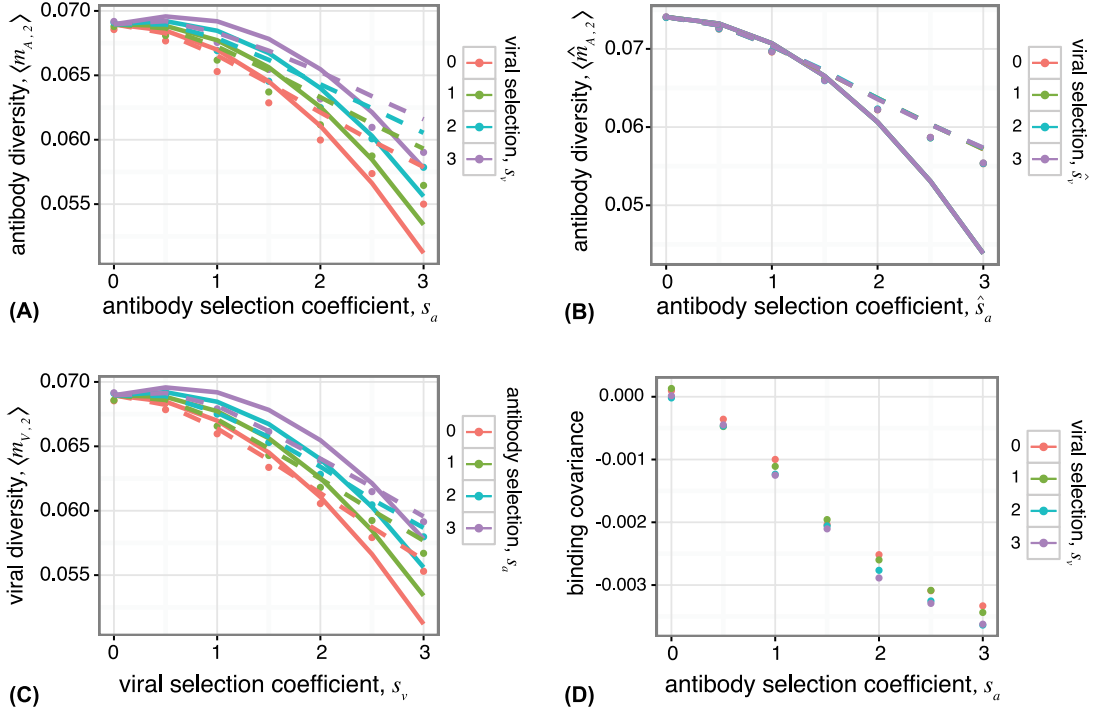 0.070
0.065
0.060
0.055
antibody diversity, ⟨m_{A,2}⟩
0 1 2 3
antibody selection coefficient, s_a
(A)
viral selection, s_v
0
1
2
3
0.07
0.06
0.05
antibody diversity, ⟨m̂_{A,2}⟩
0 1 2 3
antibody selection coefficient, ŝ_a
(B)
viral selection, ŝ_v
0
1
2
3
0.070
0.065
0.060
0.055
viral diversity, ⟨m_{V,2}⟩
0 1 2 3
viral selection coefficient, s_v
(C)
antibody selection, s_a
0
1
2
3
0.000
-0.001
-0.002
-0.003
binding covariance
0 1 2 3
antibody selection coefficient, s_a
(D)
viral selection, s_v
0
1
2
3